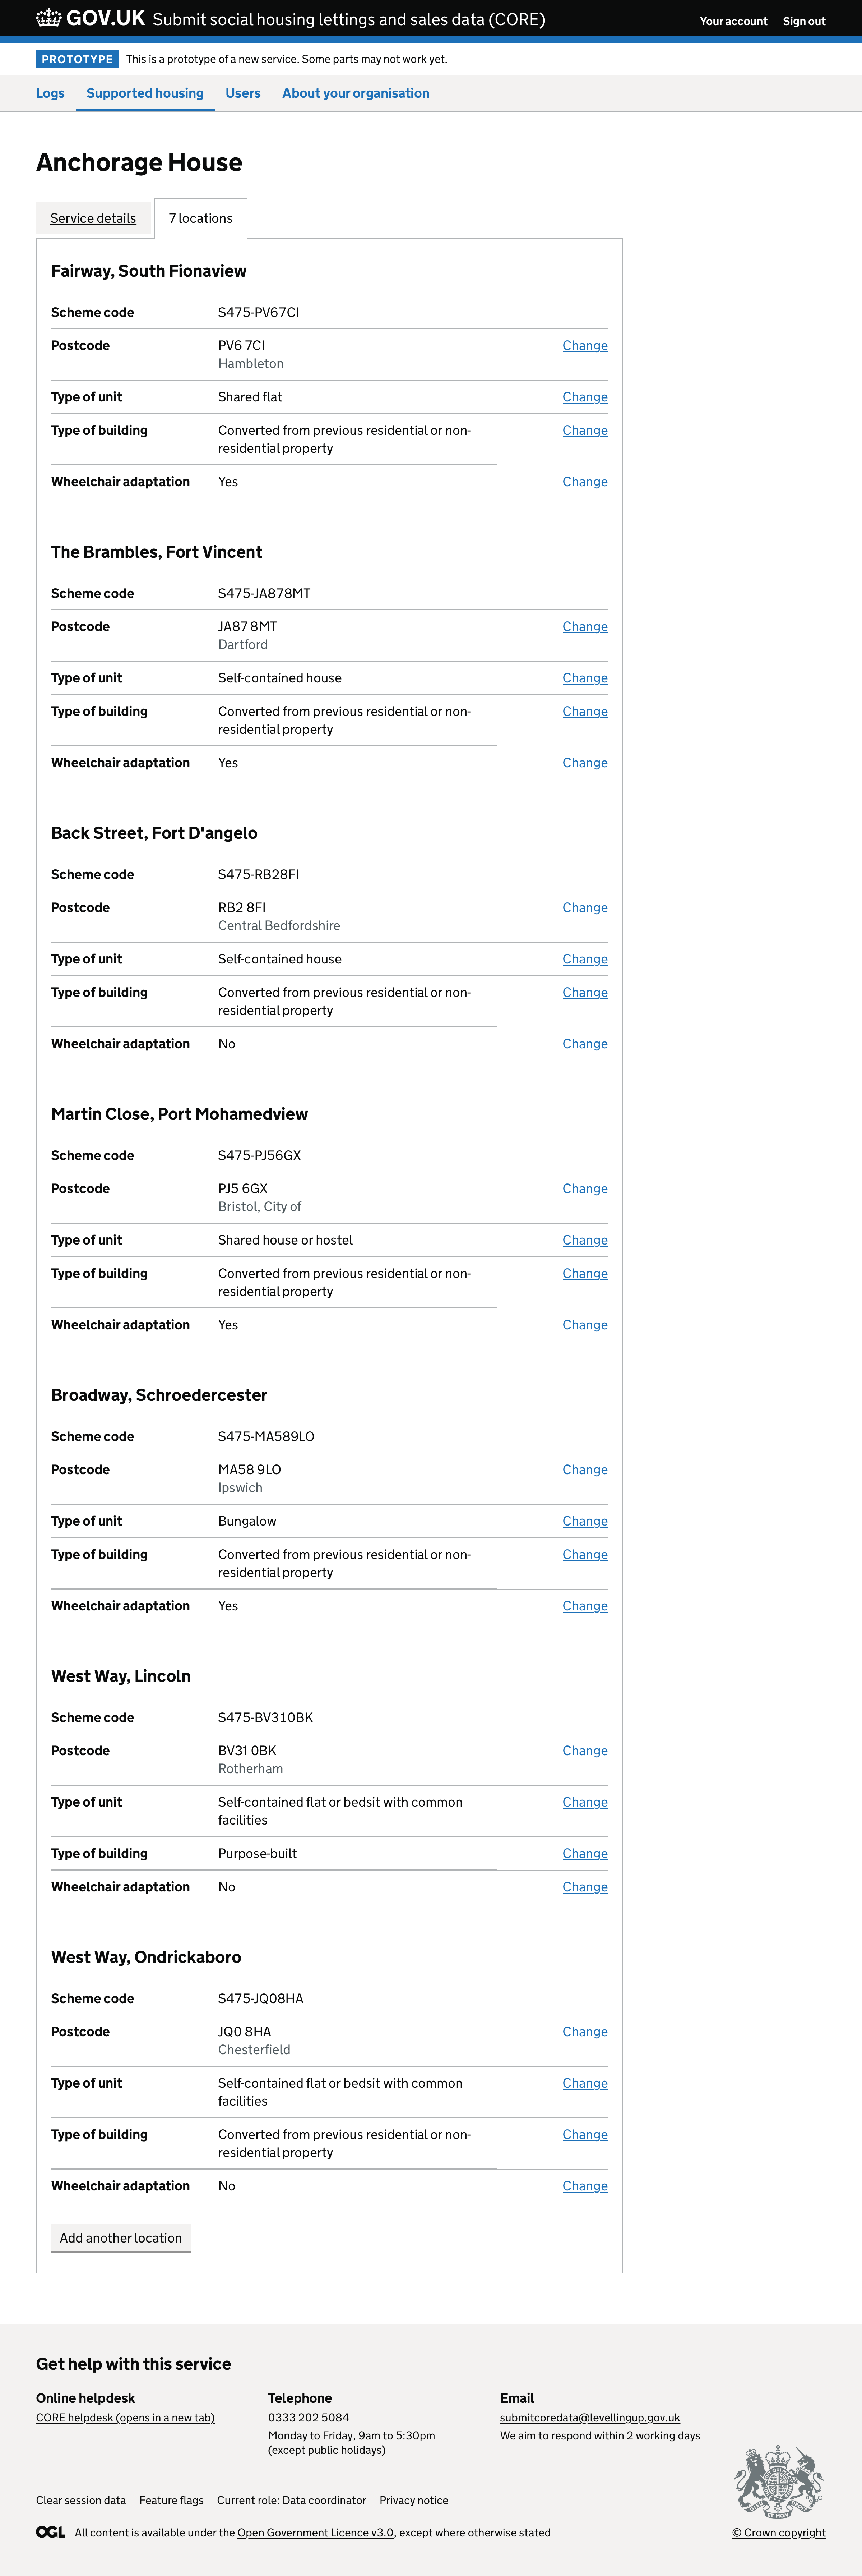 GOV.UK Submit social housing lettings and sales data (CORE)
Your account Sign out
PROTOTYPE This is a prototype of a new service. Some parts may not work yet.
Logs Supported housing Users About your organisation
Anchorage House
Service details 7 locations
Fairway, South Fionaview
Scheme code S475-PV67CI
Postcode PV6 7CI Change
Hambleton
Type of unit Shared flat Change
Type of building Converted from previous residential or non- Change
residential property
Wheelchair adaptation Yes Change
The Brambles, Fort Vincent
Scheme code S475-JA878MT
Postcode JA87 8MT Change
Dartford
Type of unit Self-contained house Change
Type of building Converted from previous residential or non- Change
residential property
Wheelchair adaptation Yes Change
Back Street, Fort D'angelo
Scheme code S475-RB28FI
Postcode RB2 8FI Change
Central Bedfordshire
Type of unit Self-contained house Change
Type of building Converted from previous residential or non- Change
residential property
Wheelchair adaptation No Change
Martin Close, Port Mohamedview
Scheme code S475-PJ56GX
Postcode PJ5 6GX Change
Bristol, City of
Type of unit Shared house or hostel Change
Type of building Converted from previous residential or non- Change
residential property
Wheelchair adaptation Yes Change
Broadway, Schroedercester
Scheme code S475-MA589LO
Postcode MA58 9LO Change
Ipswich
Type of unit Bungalow Change
Type of building Converted from previous residential or non- Change
residential property
Wheelchair adaptation Yes Change
West Way, Lincoln
Scheme code S475-BV310BK
Postcode BV31 0BK Change
Rotherham
Type of unit Self-contained flat or bedsit with common Change
facilities
Type of building Purpose-built Change
Wheelchair adaptation No Change
West Way, Ondrickaboro
Scheme code S475-JQ08HA
Postcode JQ0 8HA Change
Chesterfield
Type of unit Self-contained flat or bedsit with common Change
facilities
Type of building Converted from previous residential or non- Change
residential property
Wheelchair adaptation No Change
Add another location
Get help with this service
Online helpdesk
CORE helpdesk (opens in a new tab)
Telephone
0333 202 5084
Monday to Friday, 9am to 5:30pm
(except public holidays)
Email
submitcoredata@levellingup.gov.uk
We aim to respond within 2 working days
Clear session data Feature flags Current role: Data coordinator Privacy notice
OGL All content is available under the Open Government Licence v3.0, except where otherwise stated
© Crown copyright